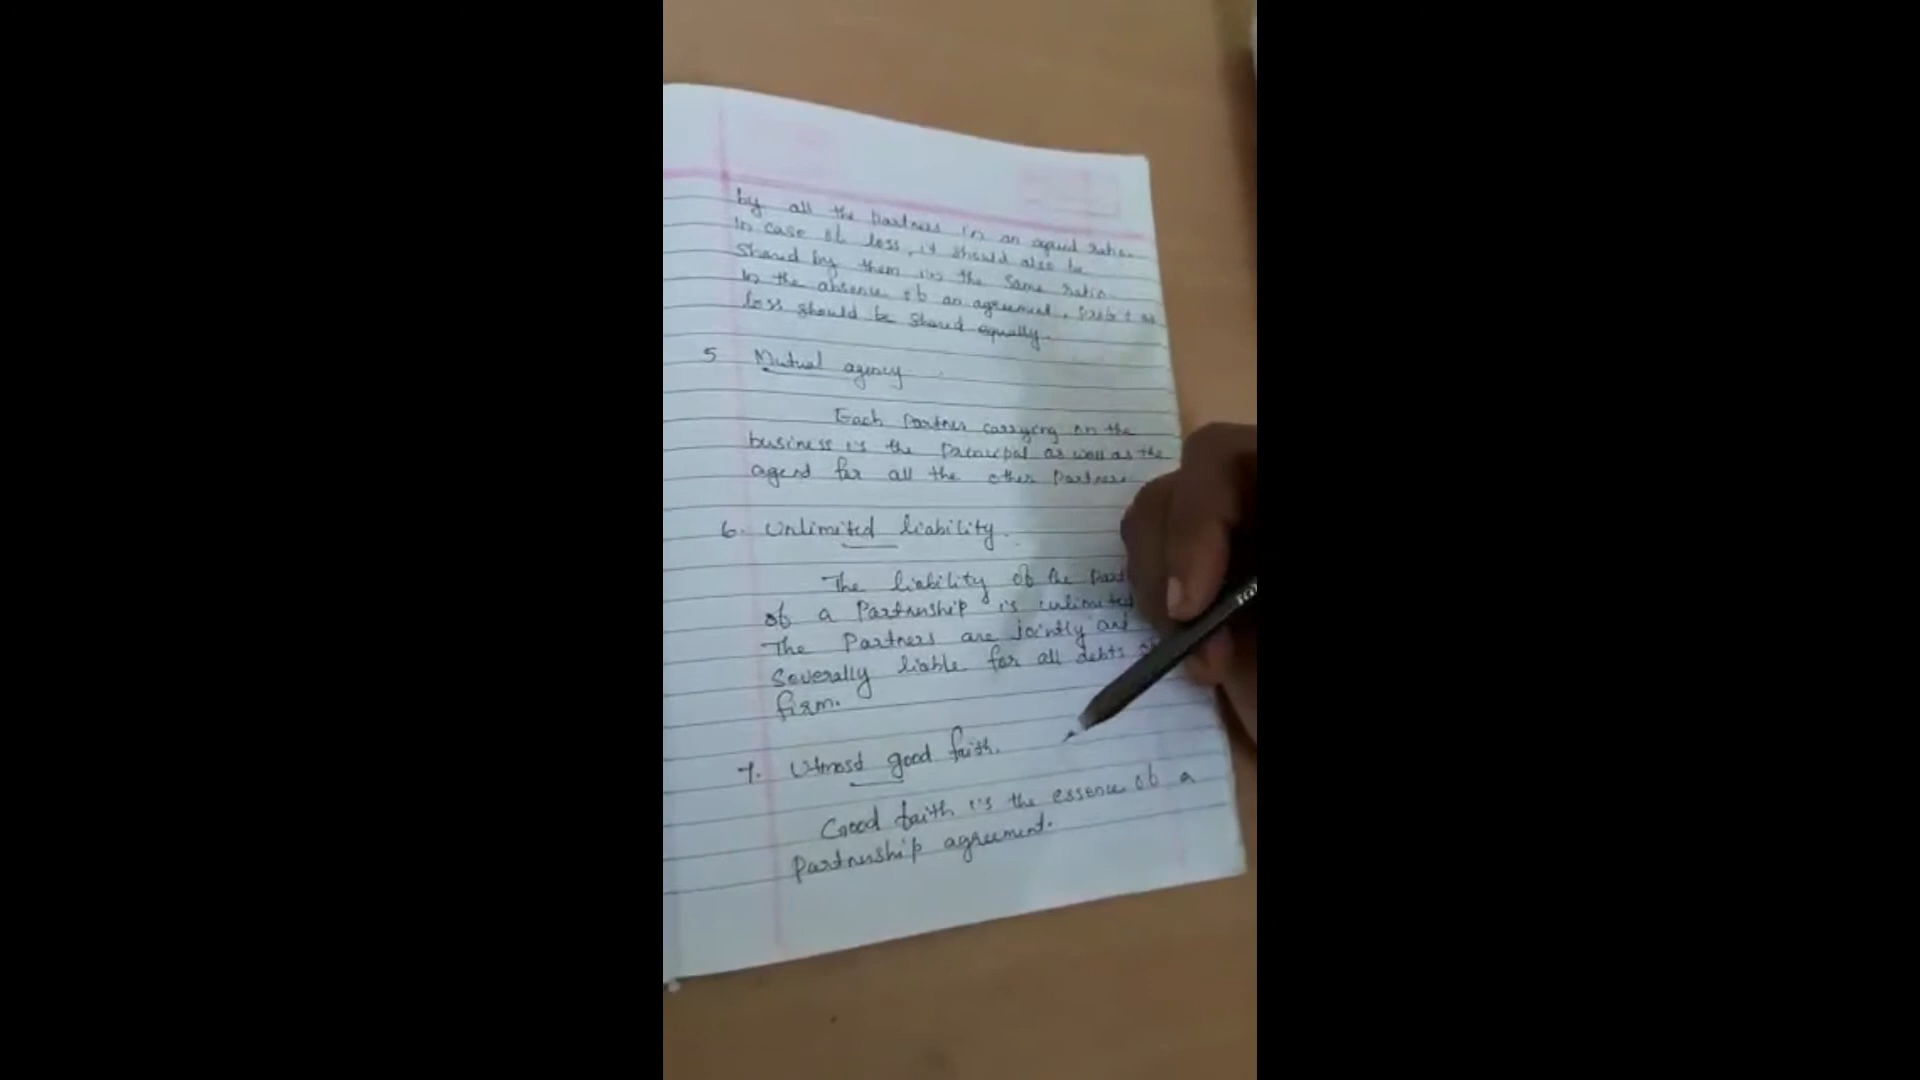 by all the partners in an agreed ratio.
In case of loss, it should also be
shared by them in the same ratio.
In the absence of an agreement, profit or
loss should be shared equally.
5 Mutual agency
Each partner carrying on the
business is the principal as well as the
agent for all the other partners
6. Unlimited liability.
The liability of the
of a Partnership is unlimited
The Partners are jointly and
Severally liable for all debts
firm.
7. Utmost good faith.
Good faith is the essence of a
partnership agreement.